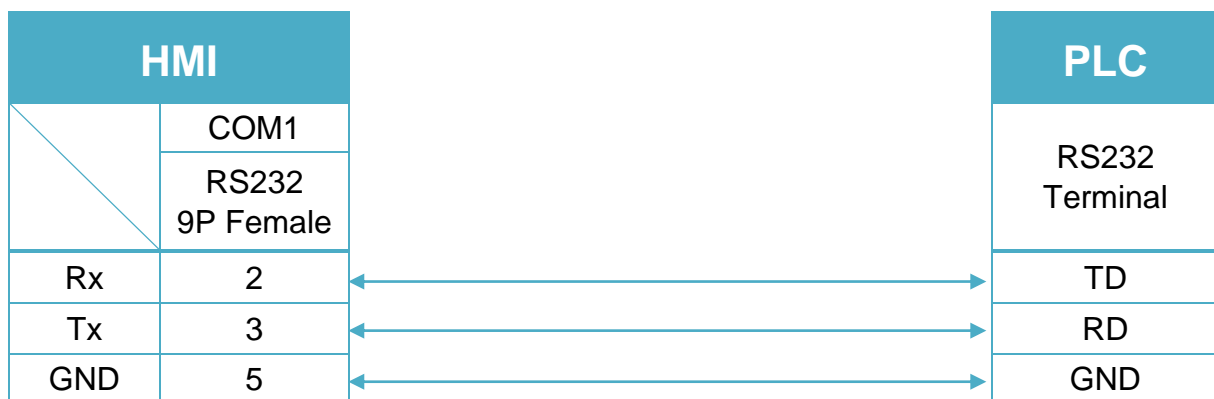 HMI
PLC
COM1
RS232
9P Female
RS232
Terminal
Rx 2 TD
Tx 3 RD
GND 5 GND